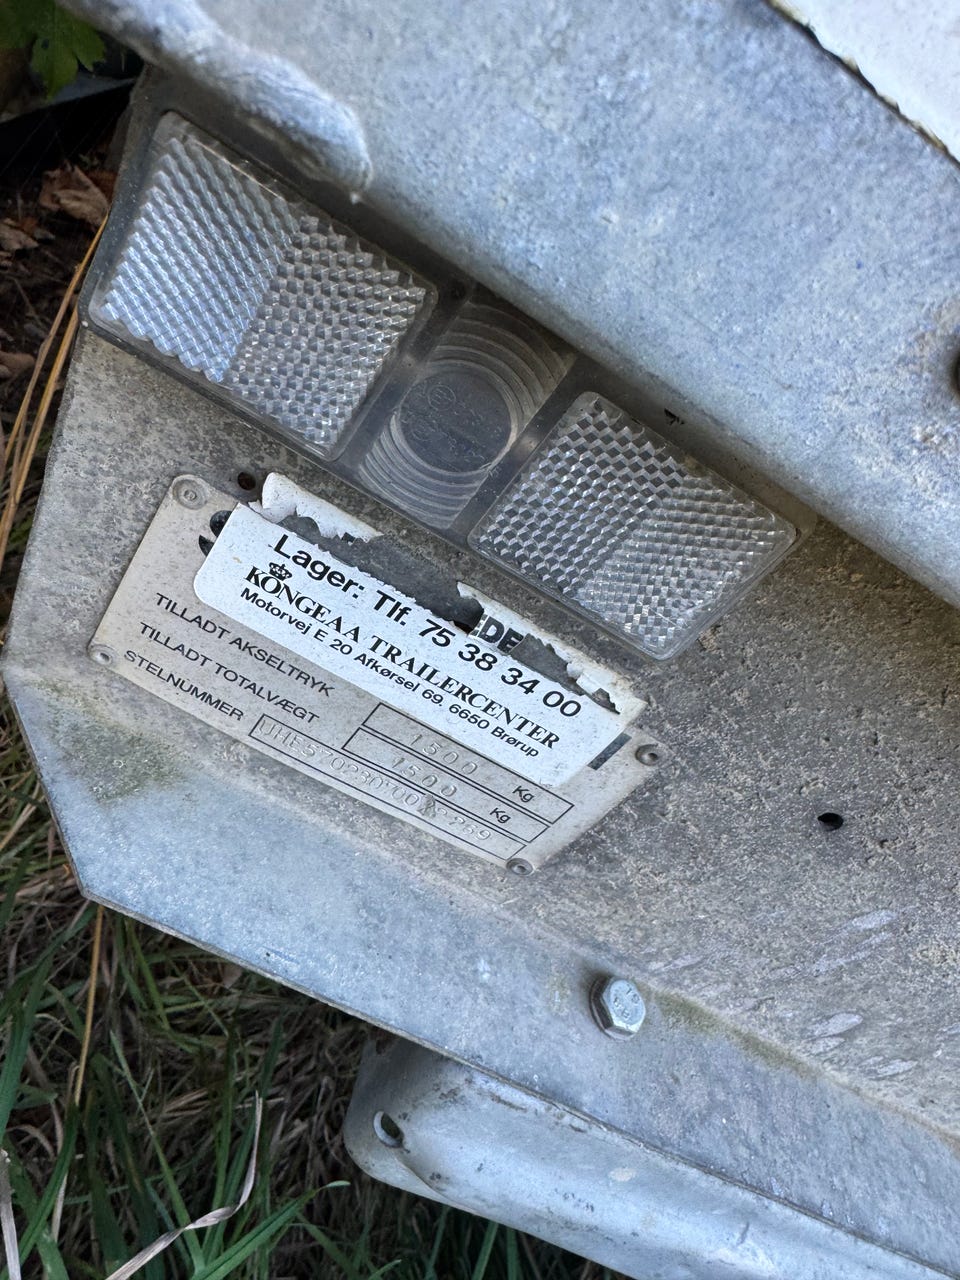 DE
Lager: Tlf. 75 38 34 00
KONGEAA TRAILERCENTER
Motorvej E 20 Afkørsel 69, 6650 Brørup
TILLADT AKSELTRYK 1500 Kg
TILLADT TOTALVÆGT 1500 Kg
STELNUMMER